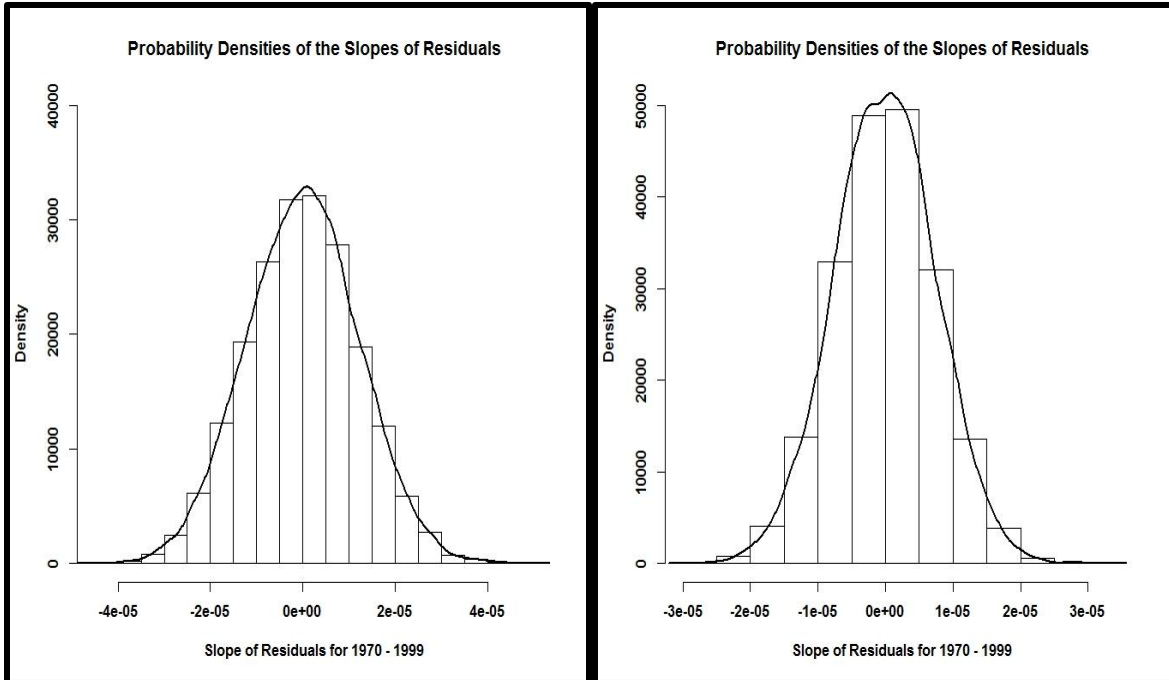 Probability Densities of the Slopes of Residuals
40000
30000
20000
10000
0
Density
-4e-05 -2e-05 0e+00 2e-05 4e-05
Slope of Residuals for 1970 - 1999
Probability Densities of the Slopes of Residuals
50000
40000
30000
20000
10000
0
Density
-3e-05 -2e-05 -1e-05 0e+00 1e-05 2e-05 3e-05
Slope of Residuals for 1970 - 1999